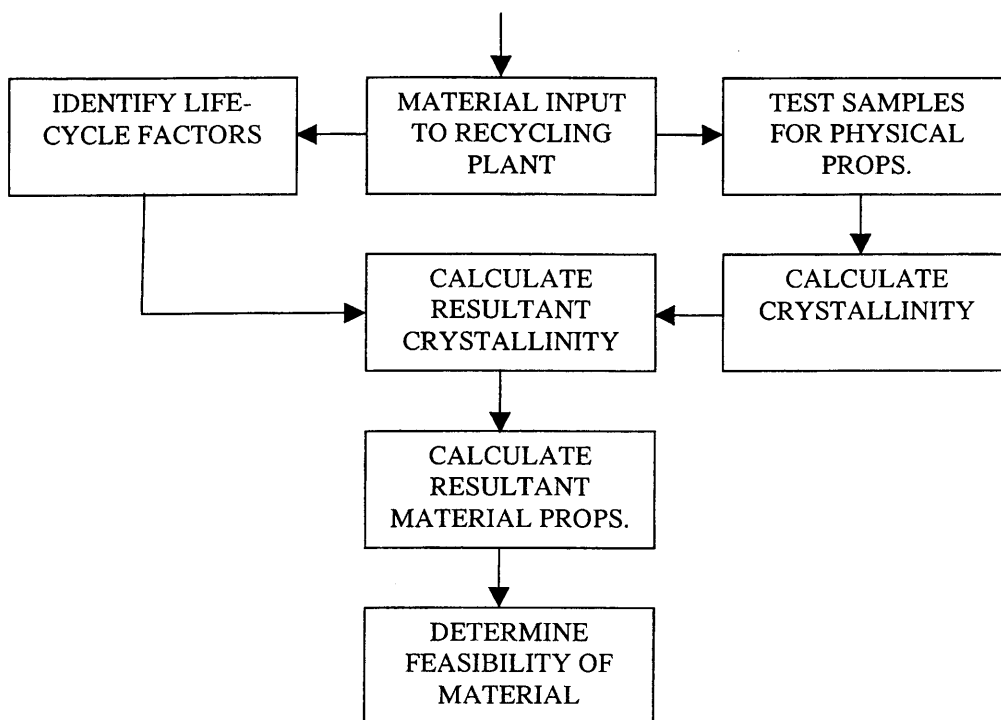 IDENTIFY LIFE-
CYCLE FACTORS
MATERIAL INPUT
TO RECYCLING
PLANT
TEST SAMPLES
FOR PHYSICAL
PROPS.
CALCULATE
RESULTANT
CRYSTALLINITY
CALCULATE
CRYSTALLINITY
CALCULATE
RESULTANT
MATERIAL PROPS.
DETERMINE
FEASIBILITY OF
MATERIAL